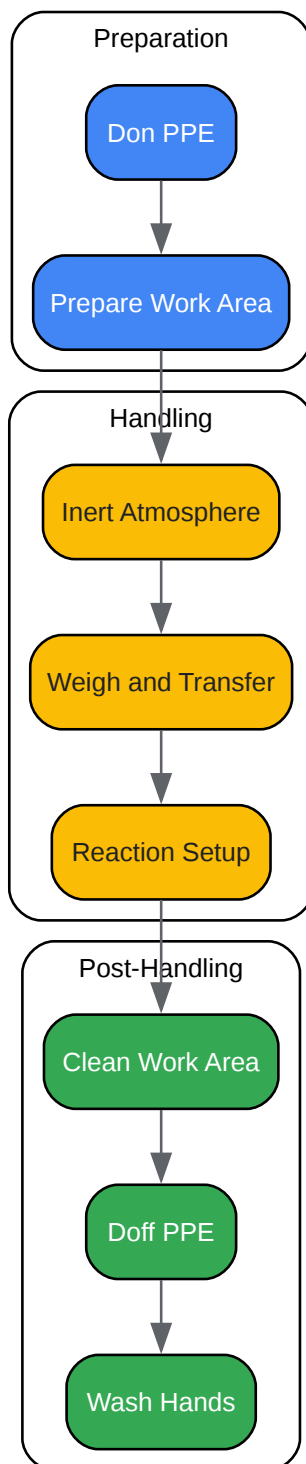 Preparation
Don PPE
Prepare Work Area
Handling
Inert Atmosphere
Weigh and Transfer
Reaction Setup
Post-Handling
Clean Work Area
Doff PPE
Wash Hands